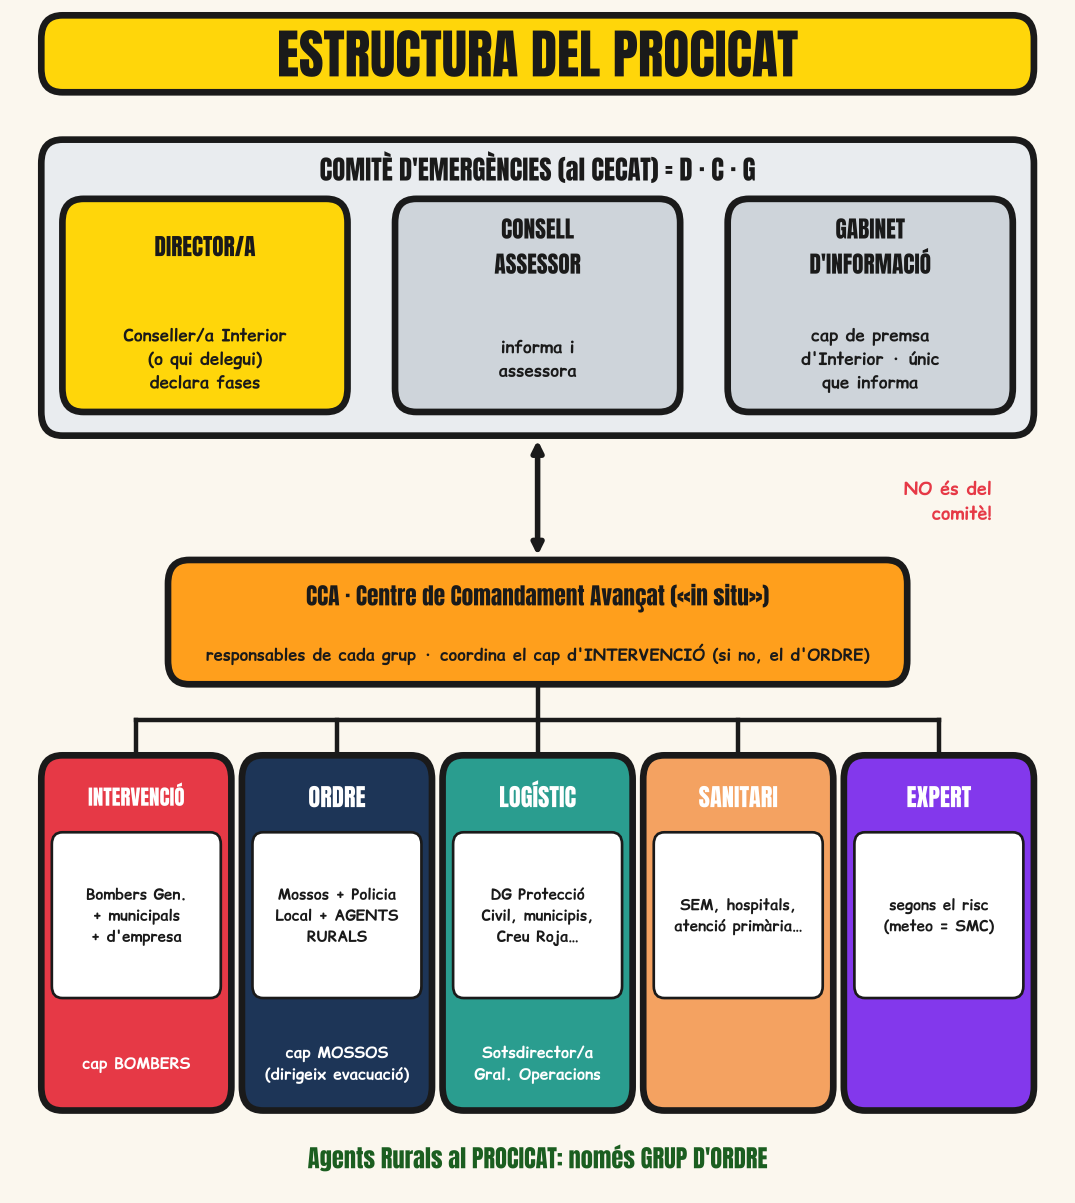 ESTRUCTURA DEL PROCICAT
COMITÈ D'EMERGÈNCIES (al CECAT) = D · C · G
DIRECTOR/A
Conseller/a Interior
(o qui delegui)
declara fases
CONSELL
ASSESSOR
informa i
assessora
GABINET
D'INFORMACIÓ
cap de premsa
d'Interior · únic
que informa
NO és del
comitè!
CCA · Centre de Comandament Avançat («in situ»)
responsables de cada grup · coordina el cap d'INTERVENCIÓ (si no, el d'ORDRE)
INTERVENCIÓ
Bombers Gen.
+ municipals
+ d'empresa
cap BOMBERS
ORDRE
Mossos + Policia
Local + AGENTS
RURALS
cap MOSSOS
(dirigeix evacuació)
LOGÍSTIC
DG Protecció
Civil, municipis,
Creu Roja...
Sotsdirector/a
Gral. Operacions
SANITARI
SEM, hospitals,
atenció primària...
EXPERT
segons el risc
(meteo = SMC)
Agents Rurals al PROCICAT: només GRUP D'ORDRE